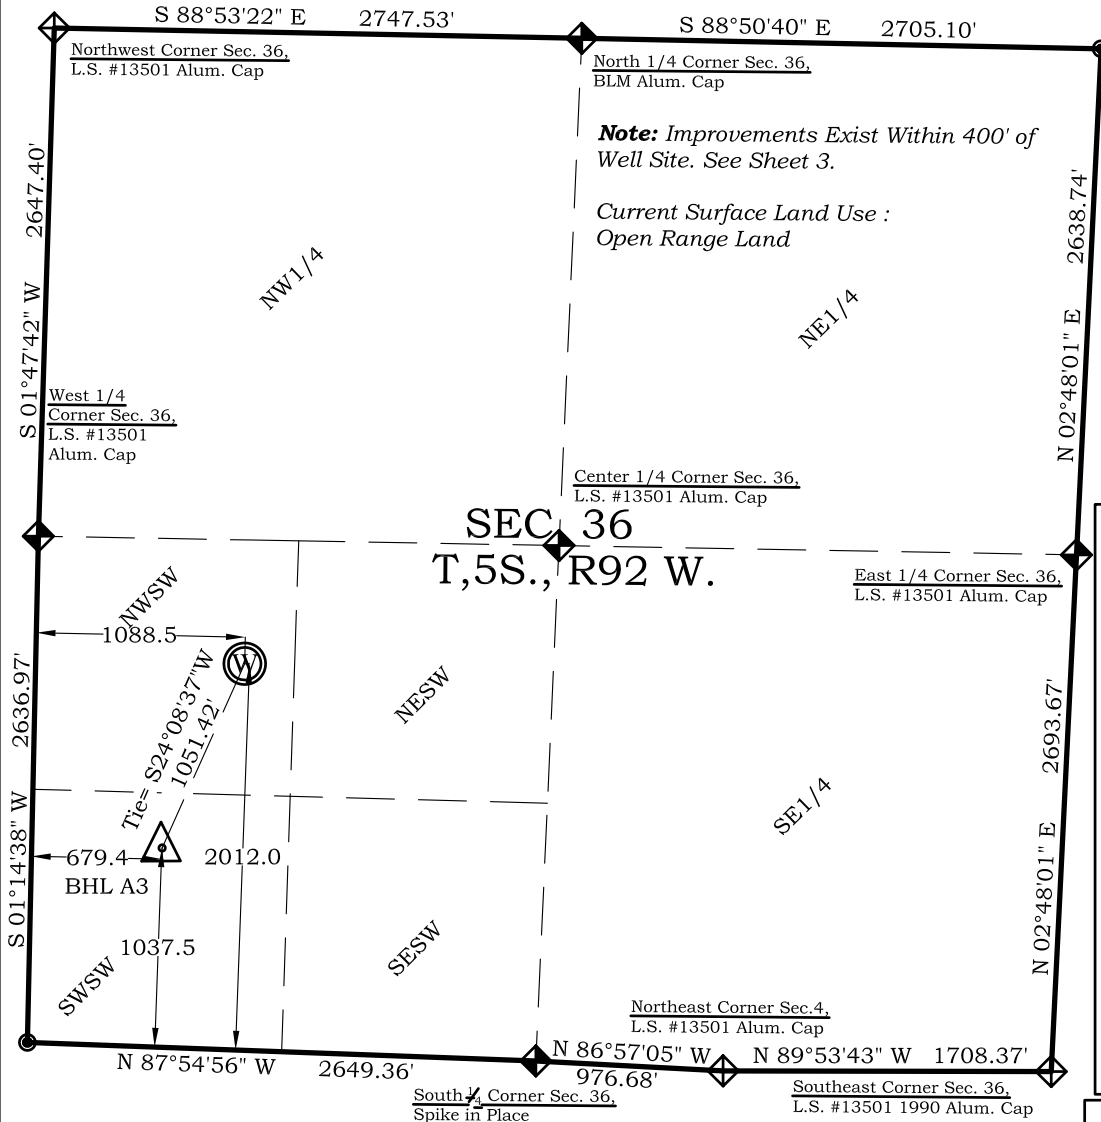 S 88°53'22" E 2747.53'
S 88°50'40" E 2705.10'
Northwest Corner Sec. 36,
L.S. #13501 Alum. Cap
North 1/4 Corner Sec. 36,
BLM Alum. Cap
Note: Improvements Exist Within 400' of
Well Site. See Sheet 3.
Current Surface Land Use :
Open Range Land
S 01°47'42" W 2647.40'
N 02°48'01" E 2638.74'
NW1/4
NE1/4
West 1/4
Corner Sec. 36,
L.S. #13501
Alum. Cap
Center 1/4 Corner Sec. 36,
L.S. #13501 Alum. Cap
SEC. 36
T,5S., R92 W.
East 1/4 Corner Sec. 36,
L.S. #13501 Alum. Cap
NWSW
1088.5
W
Tie= S24°08'37"W
1051.42'
NESW
S 01°14'38" W 2636.97'
N 02°48'01" E 2693.67'
SE1/4
679.4
2012.0
BHL A3
1037.5
SWSW
SESW
Northeast Corner Sec.4,
L.S. #13501 Alum. Cap
N 87°54'56" W 2649.36'
N 86°57'05" W
976.68'
N 89°53'43" W 1708.37'
South 1/4 Corner Sec. 36,
Spike in Place
Southeast Corner Sec. 36,
L.S. #13501 1990 Alum. Cap